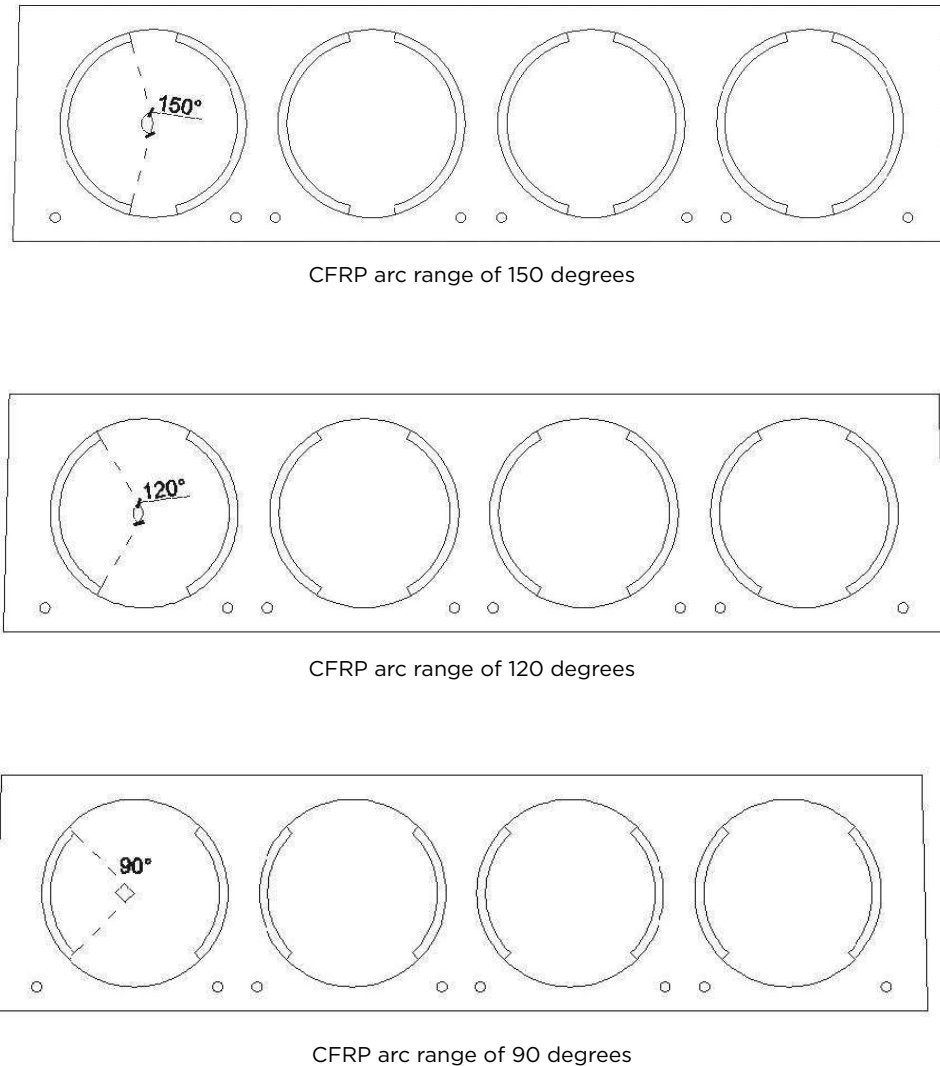 150°
CFRP arc range of 150 degrees
120°
CFRP arc range of 120 degrees
90°
CFRP arc range of 90 degrees